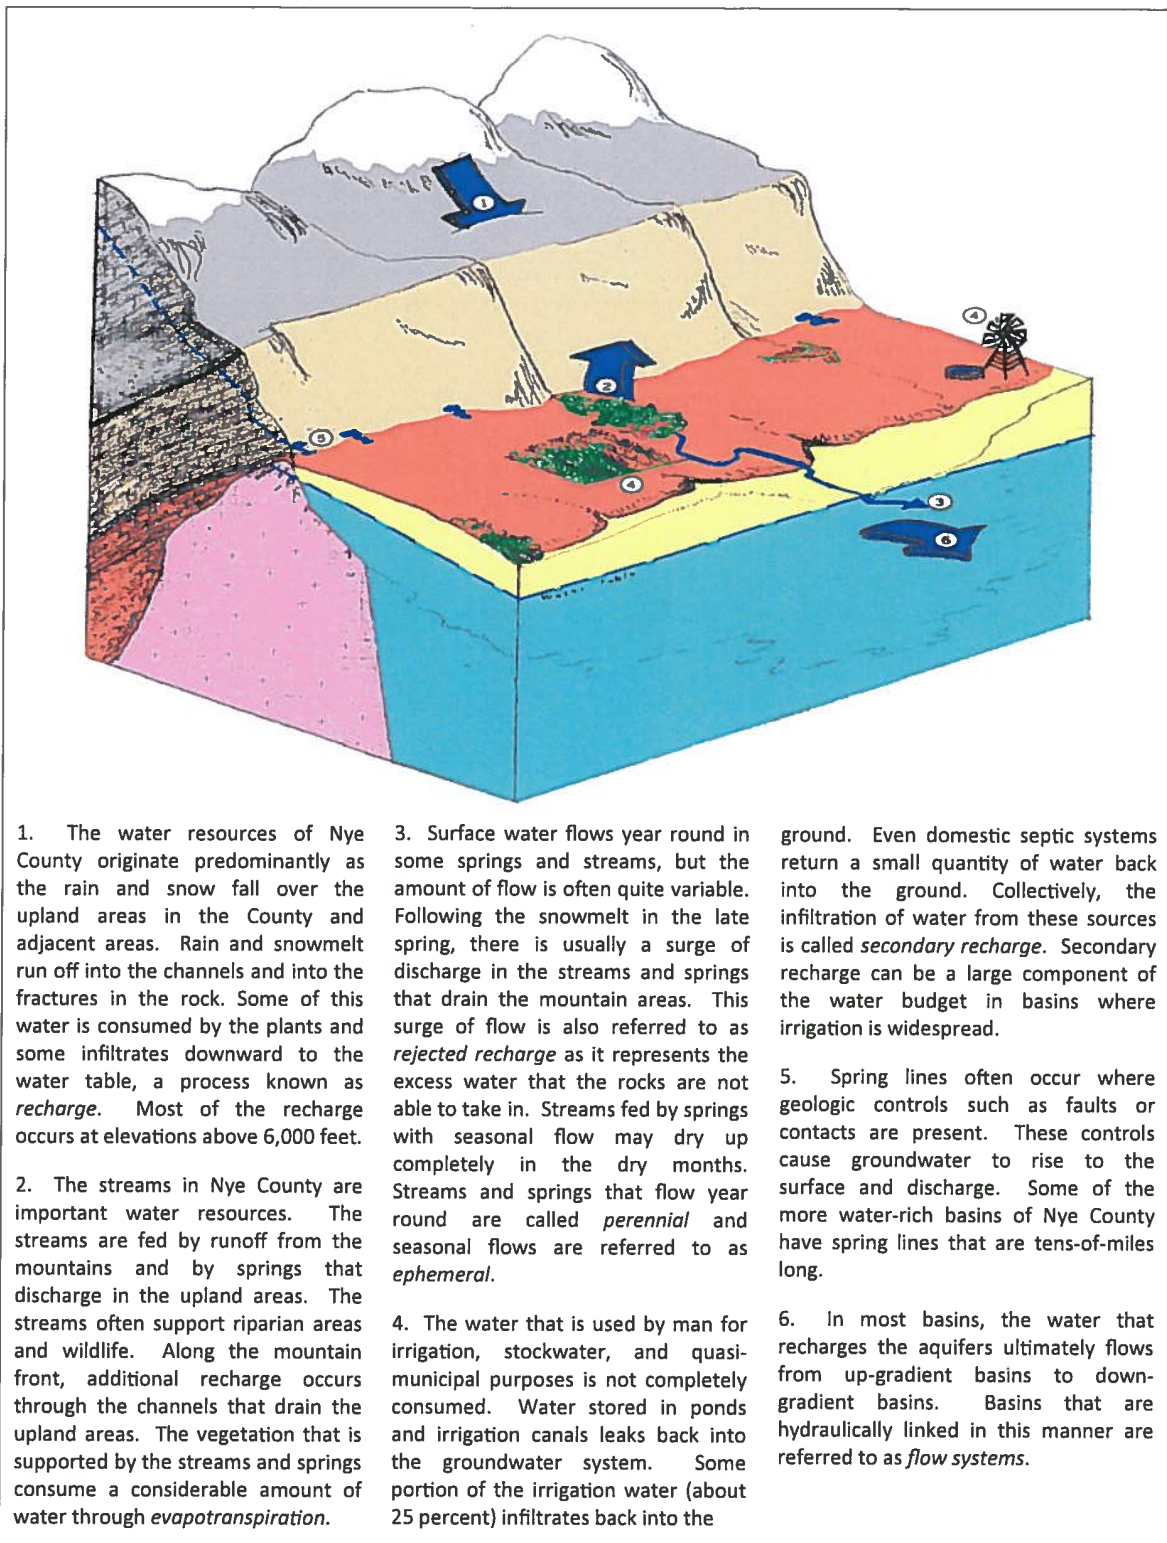 1
2
3
4
4
5
6
Water Table
1. The water resources of Nye
County originate predominantly as
the rain and snow fall over the
upland areas in the County and
adjacent areas. Rain and snowmelt
run off into the channels and into the
fractures in the rock. Some of this
water is consumed by the plants and
some infiltrates downward to the
water table, a process known as
recharge. Most of the recharge
occurs at elevations above 6,000 feet.
2. The streams in Nye County are
important water resources. The
streams are fed by runoff from the
mountains and by springs that
discharge in the upland areas. The
streams often support riparian areas
and wildlife. Along the mountain
front, additional recharge occurs
through the channels that drain the
upland areas. The vegetation that is
supported by the streams and springs
consume a considerable amount of
water through evapotranspiration.
3. Surface water flows year round in
some springs and streams, but the
amount of flow is often quite variable.
Following the snowmelt in the late
spring, there is usually a surge of
discharge in the streams and springs
that drain the mountain areas. This
surge of flow is also referred to as
rejected recharge as it represents the
excess water that the rocks are not
able to take in. Streams fed by springs
with seasonal flow may dry up
completely in the dry months.
Streams and springs that flow year
round are called perennial and
seasonal flows are referred to as
ephemeral.
4. The water that is used by man for
irrigation, stockwater, and quasi-
municipal purposes is not completely
consumed. Water stored in ponds
and irrigation canals leaks back into
the groundwater system. Some
portion of the irrigation water (about
25 percent) infiltrates back into the
ground. Even domestic septic systems
return a small quantity of water back
into the ground. Collectively, the
infiltration of water from these sources
is called secondary recharge. Secondary
recharge can be a large component of
the water budget in basins where
irrigation is widespread.
5. Spring lines often occur where
geologic controls such as faults or
contacts are present. These controls
cause groundwater to rise to the
surface and discharge. Some of the
more water-rich basins of Nye County
have spring lines that are tens-of-miles
long.
6. In most basins, the water that
recharges the aquifers ultimately flows
from up-gradient basins to down-
gradient basins. Basins that are
hydraulically linked in this manner are
referred to as flow systems.